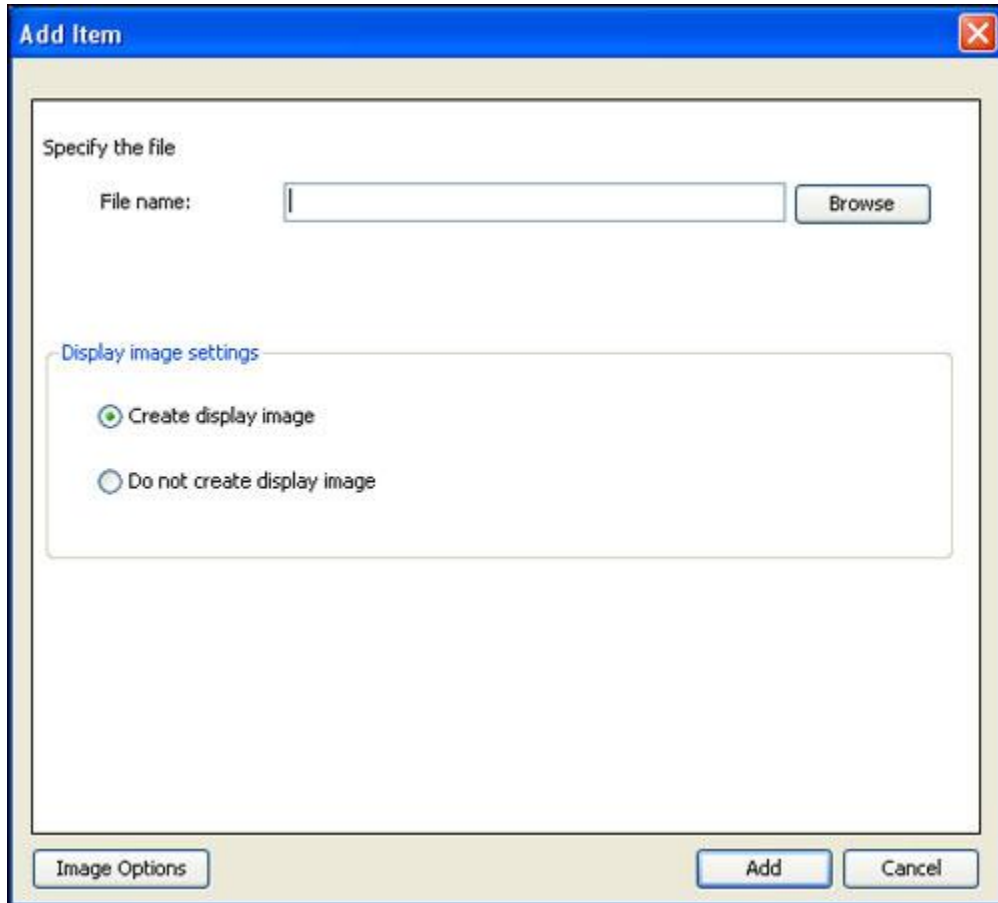 Add Item
Specify the file
File name:
Browse
Display image settings
Create display image
Do not create display image
Image Options
Add
Cancel